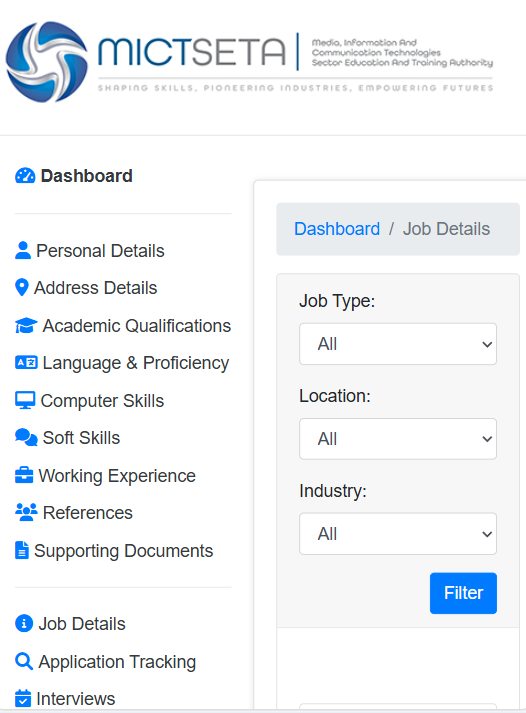 MICTSETA
Media, Information And
Communication Technologies
Sector Education And Training Authority
SHAPING SKILLS, PIONEERING INDUSTRIES, EMPOWERING FUTURES
Dashboard
Personal Details
Address Details
Academic Qualifications
Language & Proficiency
Computer Skills
Soft Skills
Working Experience
References
Supporting Documents
Job Details
Application Tracking
Interviews
Dashboard / Job Details
Job Type:
All
Location:
All
Industry:
All
Filter